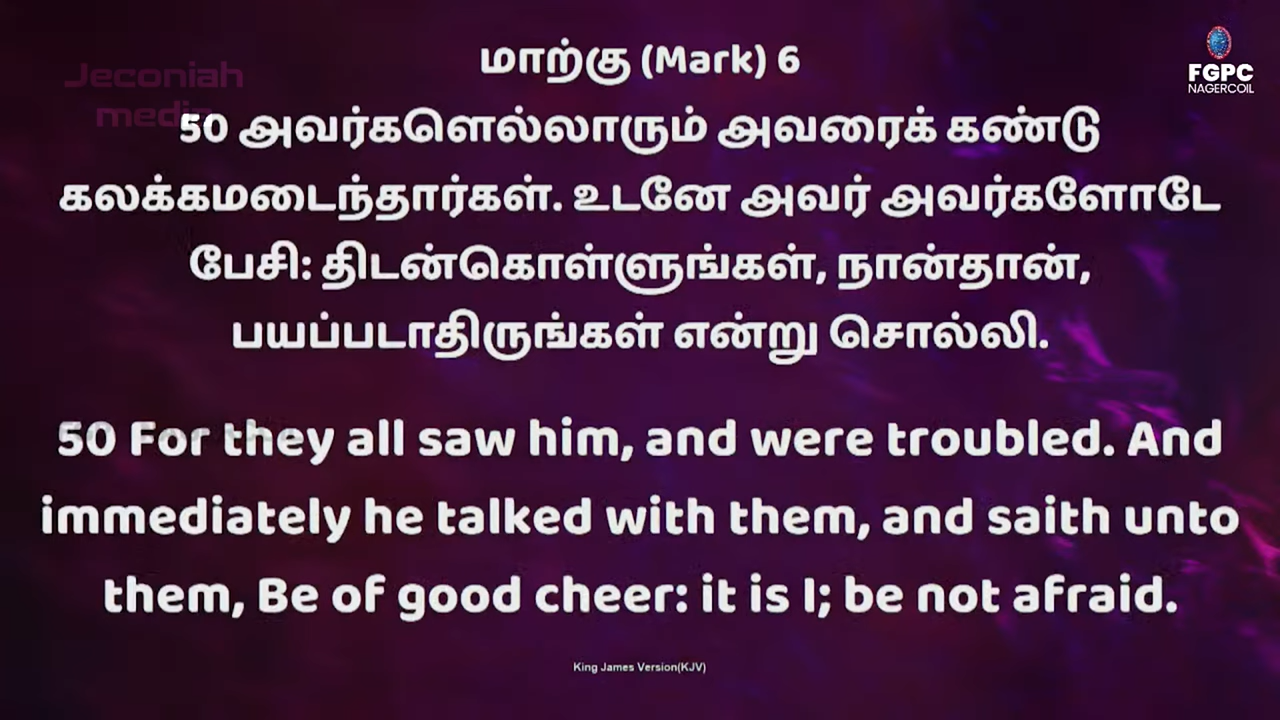 மாற்கு (Mark) 6
FGPC
NAGERCOIL
Jeconiah
media
50 அவர்களெல்லாரும் அவரைக் கண்டு
கலக்கமடைந்தார்கள். உடனே அவர் அவர்களோடே
பேசி: திடன்கொள்ளுங்கள், நான்தான்,
பயப்படாதிருங்கள் என்று சொல்லி.
50 For they all saw him, and were troubled. And
immediately he talked with them, and saith unto
them, Be of good cheer: it is I; be not afraid.
King James Version(KJV)